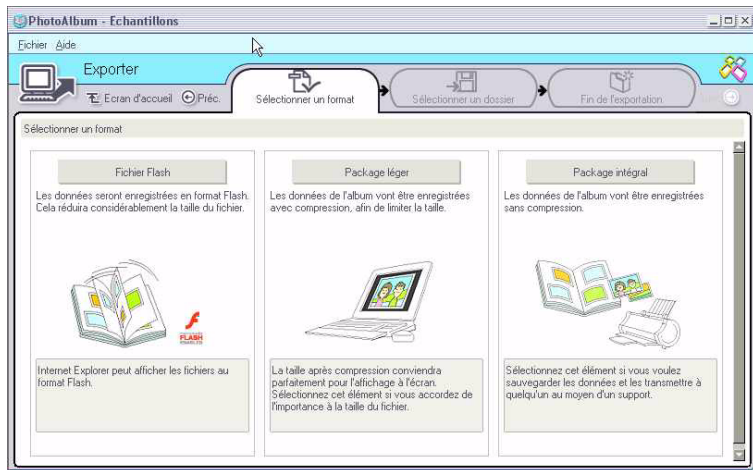 PhotoAlbum - Echantillons
Fichier Aide
Exporter
Ecran d'accueil Préc.
Sélectionner un format
Sélectionner un dossier
Fin de l'exportation
Sélectionner un format
Fichier Flash
Les données seront enregistrées en format Flash.
Cela réduira considérablement la taille du fichier.
FLASH
Internet Explorer peut afficher les fichiers au
format Flash.
Package léger
Les données de l'album vont être enregistrées
avec compression, afin de limiter la taille.
La taille après compression conviendra
parfaitement pour l'affichage à l'écran.
Sélectionnez cet élément si vous accordez de
l'importance à la taille du fichier.
Package intégral
Les données de l'album vont être enregistrées
sans compression.
Sélectionnez cet élément si vous voulez
sauvegarder les données et les transmettre à
quelqu'un au moyen d'un support.